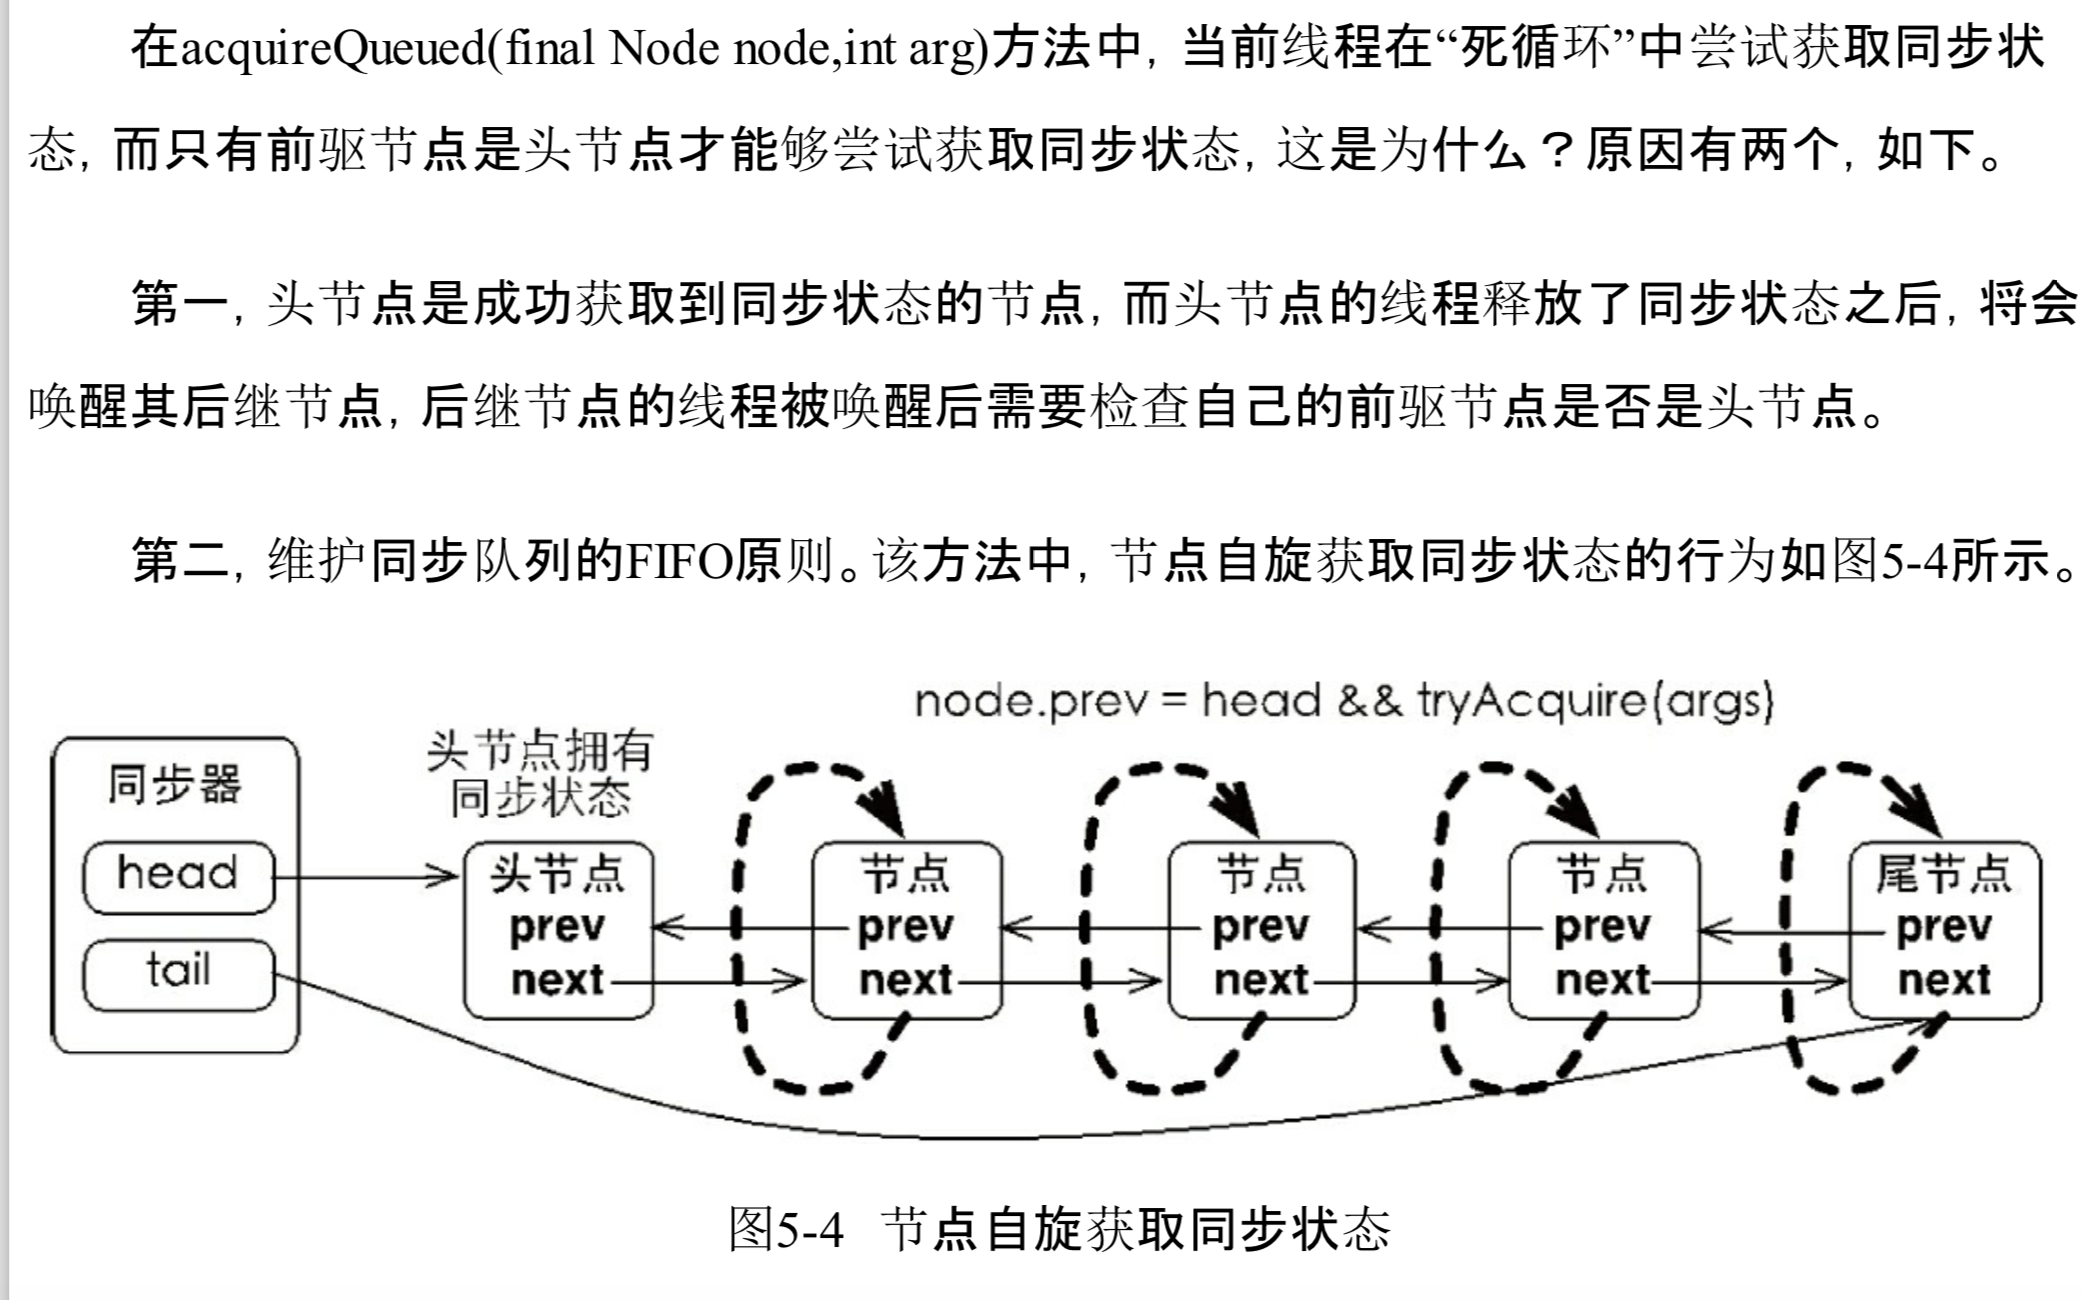 在acquireQueued(final Node node,int arg)方法中，当前线程在“死循环”中尝试获取同步状
态，而只有前驱节点是头节点才能够尝试获取同步状态，这是为什么？原因有两个，如下。
第一，头节点是成功获取到同步状态的节点，而头节点的线程释放了同步状态之后，将会
唤醒其后继节点，后继节点的线程被唤醒后需要检查自己的前驱节点是否是头节点。
第二，维护同步队列的FIFO原则。该方法中，节点自旋获取同步状态的行为如图5-4所示。
node.prev = head && tryAcquire(args)
头节点拥有
同步状态
同步器
head
tail
头节点
prev
next
节点
prev
next
节点
prev
next
节点
prev
next
尾节点
prev
next
图5-4 节点自旋获取同步状态